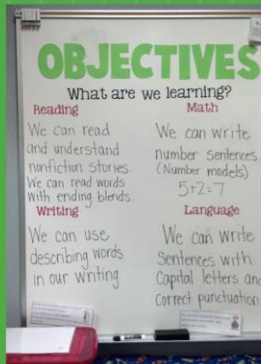 OBJECTIVES
What are we learning?
Reading
We can read
and understand
nonfiction stories.
We can read words
with ending blends.
Math
We can write
number sentences.
(Number models)
5+2=7
Writing
We can use
describing words
in our writing.
Language
We can write
Sentences with
Capital letters and
Correct punctuation